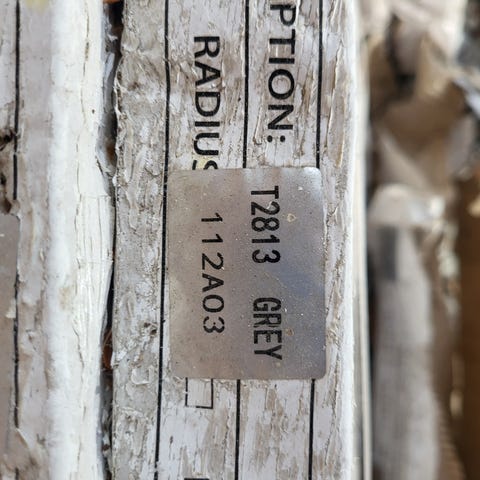 PTION:
RADIUS
T2813 GREY
112A03